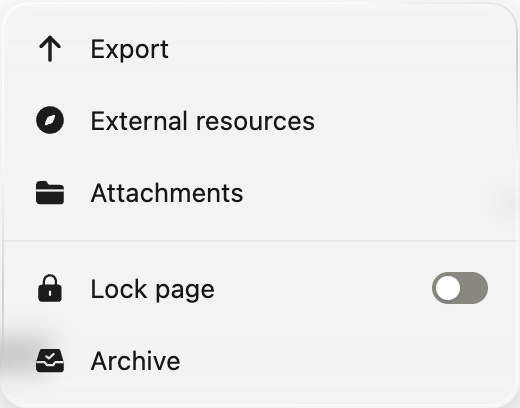 Export
External resources
Attachments
Lock page
Archive